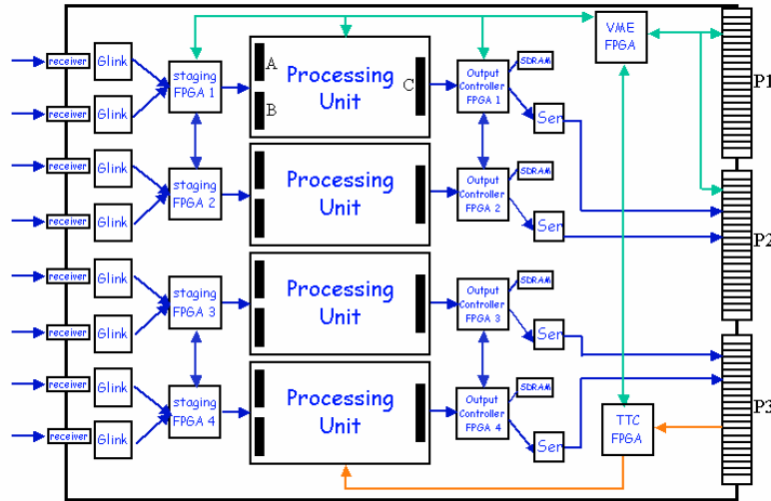 VME
FPGA
P1
receiver
Glink
staging
FPGA 1
A
B
Processing
Unit
C
Output
Controller
FPGA 1
SDRAM
Ser
receiver
Glink
receiver
Glink
staging
FPGA 2
Processing
Unit
Output
Controller
FPGA 2
SDRAM
Ser
P2
receiver
Glink
receiver
Glink
staging
FPGA 3
Processing
Unit
Output
Controller
FPGA 3
SDRAM
Ser
receiver
Glink
receiver
Glink
staging
FPGA 4
Processing
Unit
Output
Controller
FPGA 4
SDRAM
Ser
P3
TTC
FPGA
receiver
Glink